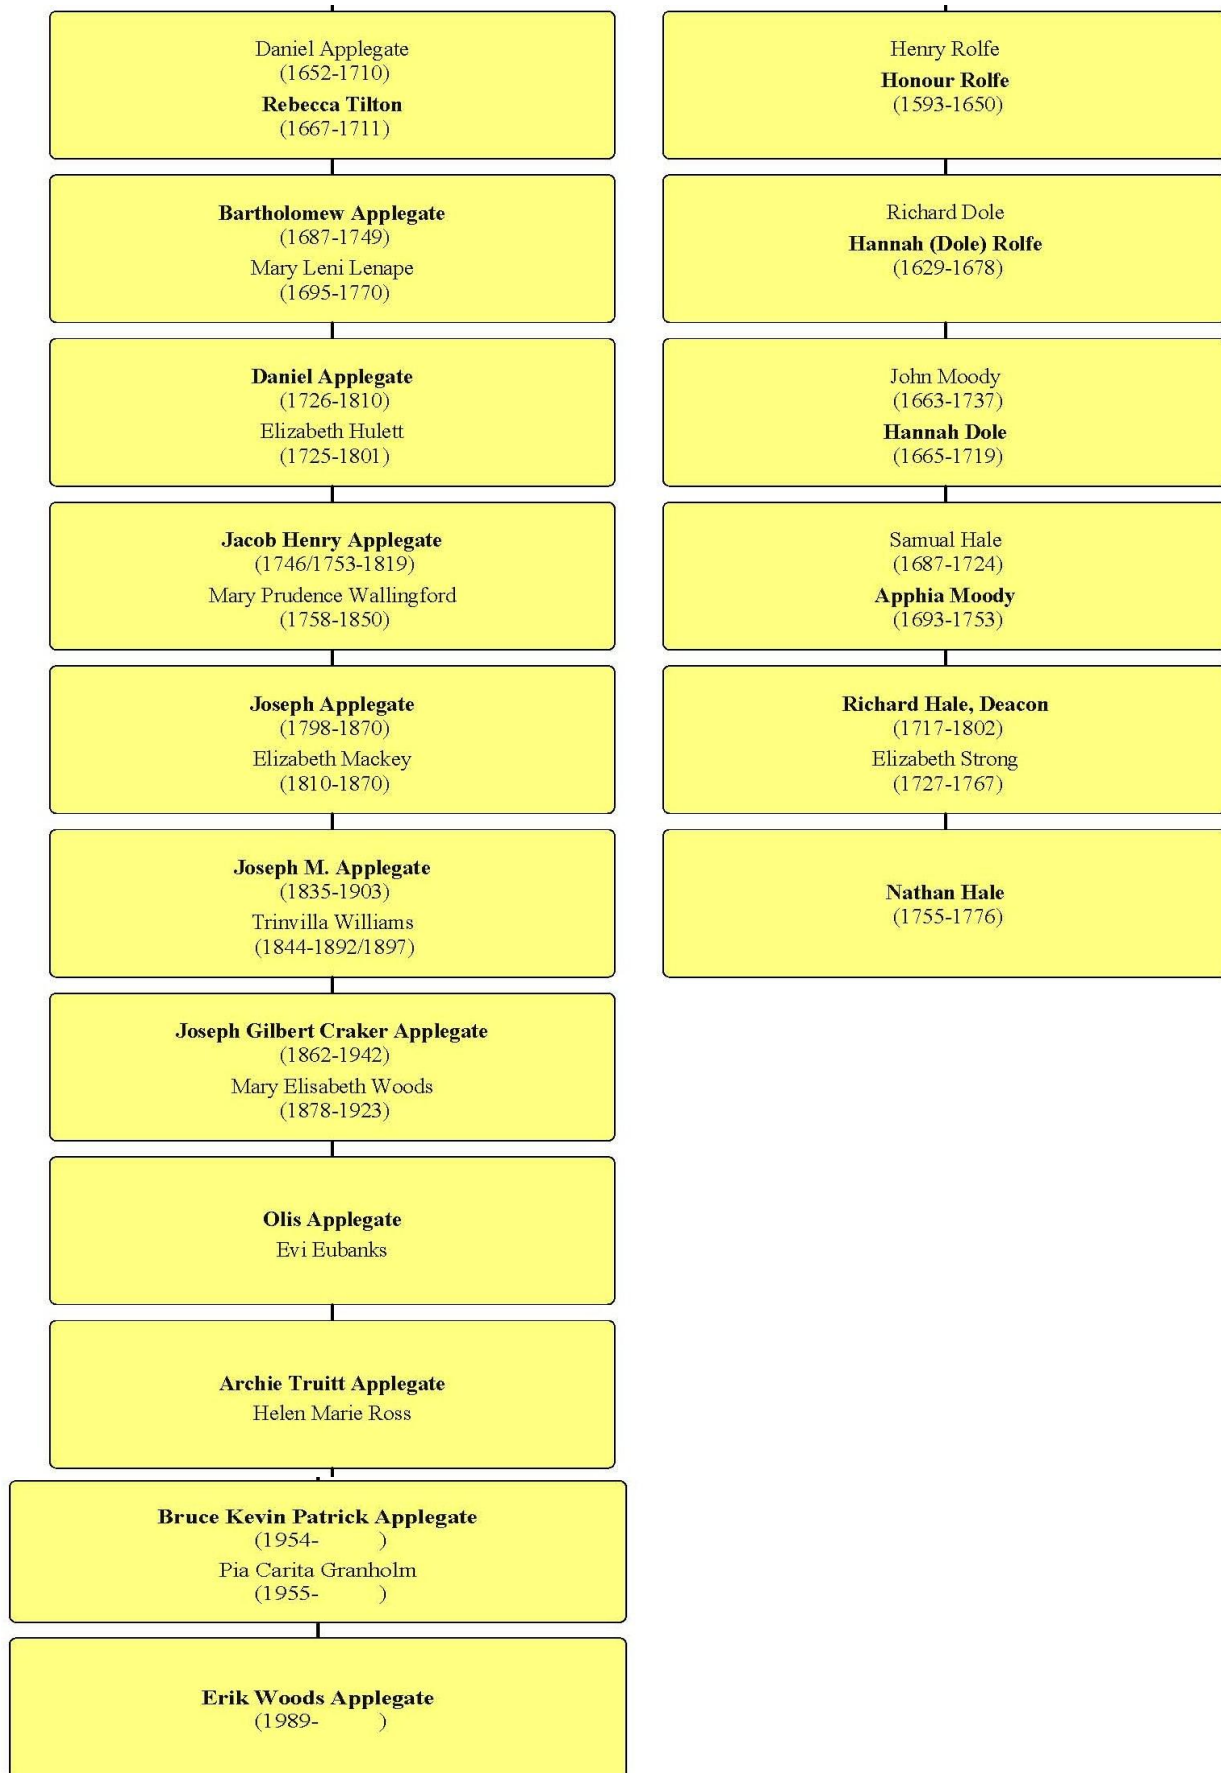 Daniel Applegate
(1652-1710)
Rebecca Tilton
(1667-1711)
Bartholomew Applegate
(1687-1749)
Mary Leni Lenape
(1695-1770)
Daniel Applegate
(1726-1810)
Elizabeth Hulett
(1725-1801)
Jacob Henry Applegate
(1746/1753-1819)
Mary Prudence Wallingford
(1758-1850)
Joseph Applegate
(1798-1870)
Elizabeth Mackey
(1810-1870)
Joseph M. Applegate
(1835-1903)
Trinvilla Williams
(1844-1892/1897)
Joseph Gilbert Craker Applegate
(1862-1942)
Mary Elisabeth Woods
(1878-1923)
Olis Applegate
Evi Eubanks
Archie Truitt Applegate
Helen Marie Ross
Bruce Kevin Patrick Applegate
(1954- )
Pia Carita Granholm
(1955- )
Erik Woods Applegate
(1989- )
Henry Rolfe
Honour Rolfe
(1593-1650)
Richard Dole
Hannah (Dole) Rolfe
(1629-1678)
John Moody
(1663-1737)
Hannah Dole
(1665-1719)
Samual Hale
(1687-1724)
Apphia Moody
(1693-1753)
Richard Hale, Deacon
(1717-1802)
Elizabeth Strong
(1727-1767)
Nathan Hale
(1755-1776)